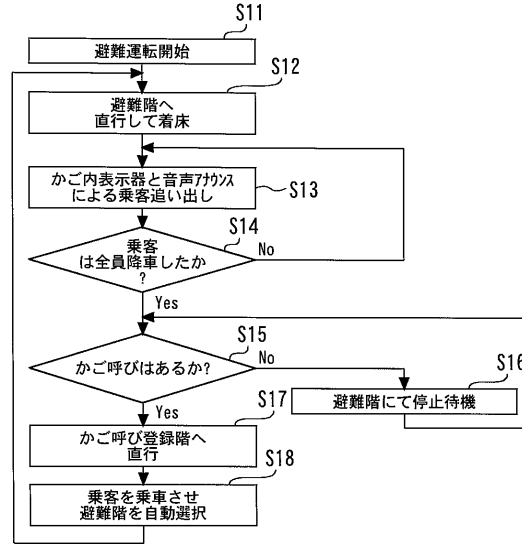 S11
避難運転開始
S12
避難階へ
直行して着床
かご内表示器と音声ｱﾅｳﾝｽ
による乗客追い出し
S13
S14
乗客
は全員降車したか
?
No
Yes
S15
かご呼びはあるか?
No
S16
避難階にて停止待機
Yes
S17
かご呼び登録階へ
直行
S18
乗客を乗車させ
避難階を自動選択